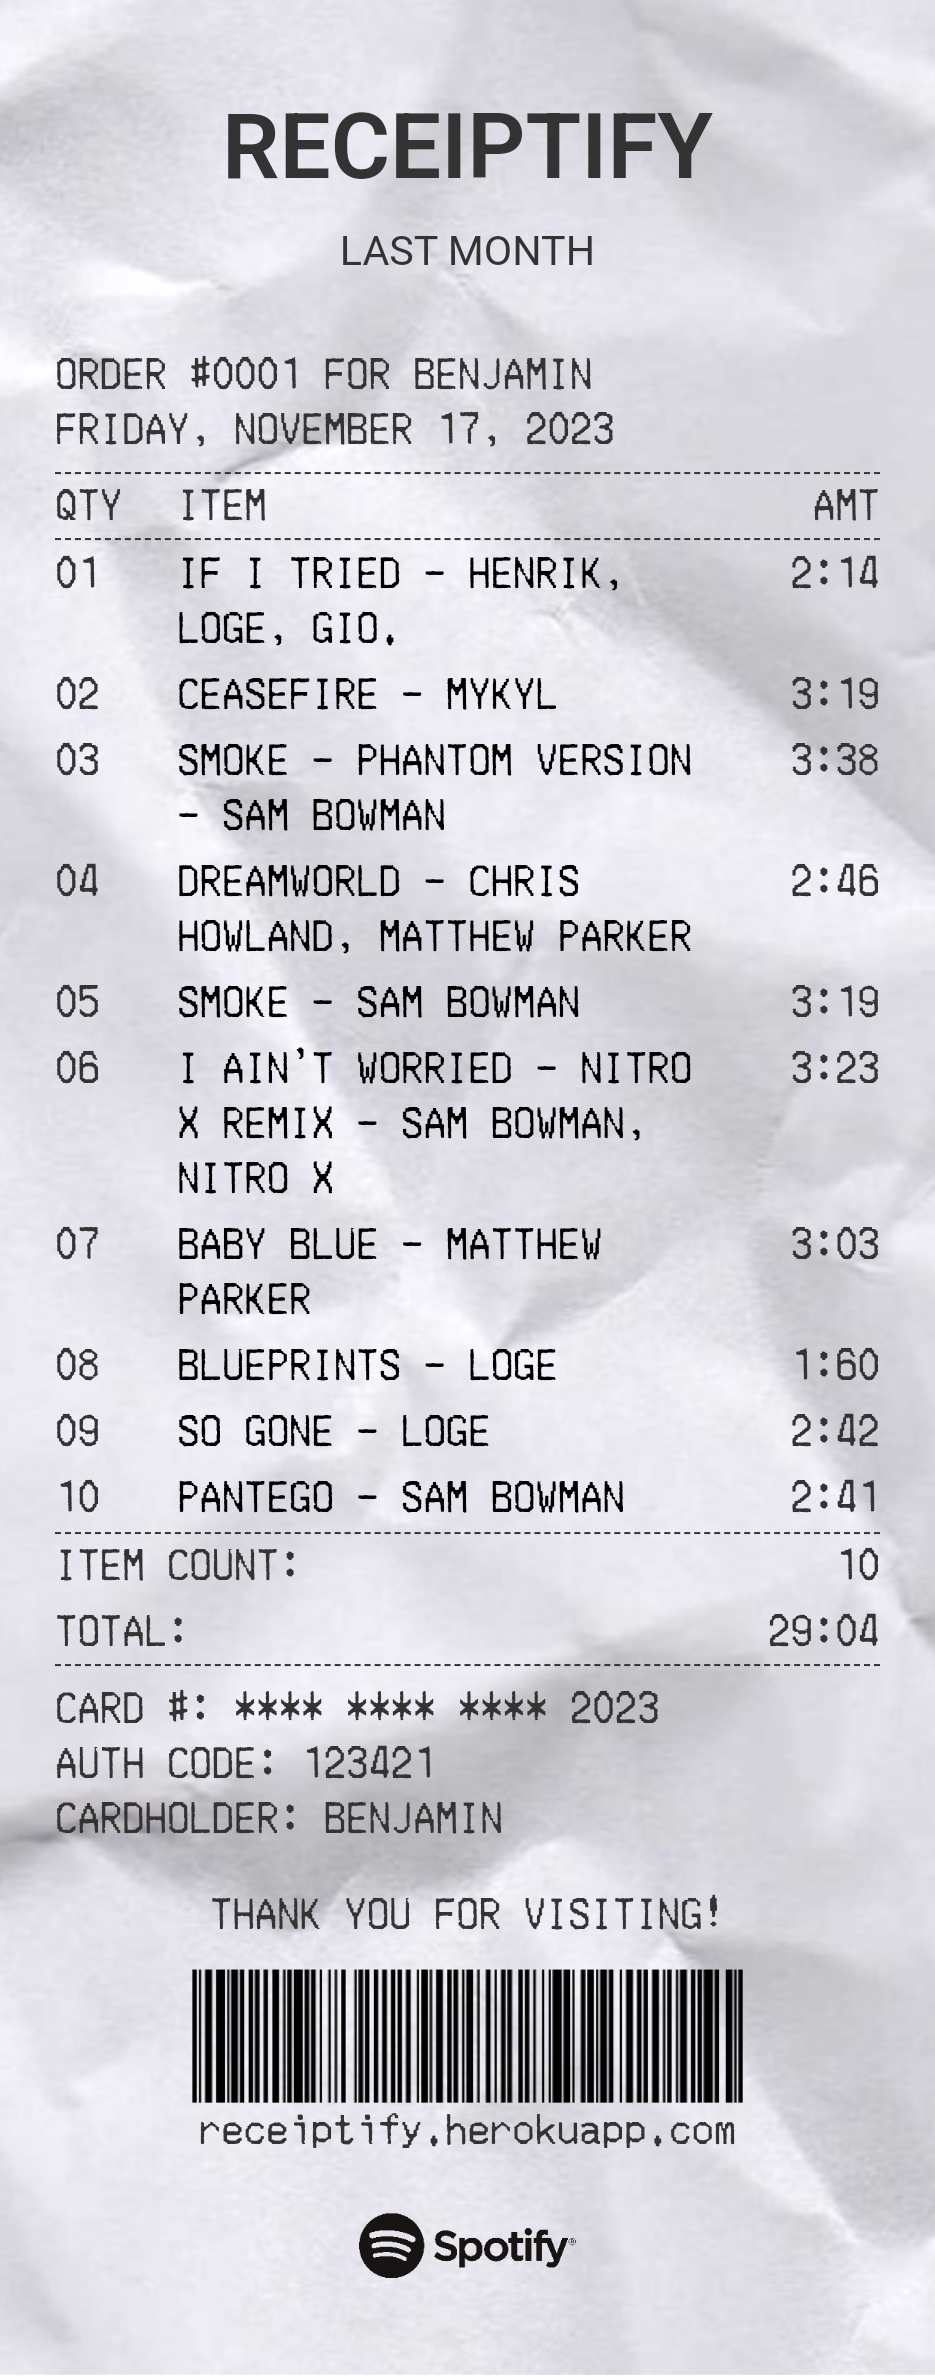 RECEIPTIFY
LAST MONTH
ORDER #0001 FOR BENJAMIN
FRIDAY, NOVEMBER 17, 2023
QTY ITEM AMT
01 IF I TRIED - HENRIK, 2:14
LOGE, GIO.
02 CEASEFIRE - MYKYL 3:19
03 SMOKE - PHANTOM VERSION 3:38
- SAM BOWMAN
04 DREAMWORLD - CHRIS 2:46
HOWLAND, MATTHEW PARKER
05 SMOKE - SAM BOWMAN 3:19
06 I AIN'T WORRIED - NITRO 3:23
X REMIX - SAM BOWMAN,
NITRO X
07 BABY BLUE - MATTHEW 3:03
PARKER
08 BLUEPRINTS - LOGE 1:60
09 SO GONE - LOGE 2:42
10 PANTEGO - SAM BOWMAN 2:41
ITEM COUNT: 10
TOTAL: 29:04
CARD #: **** **** **** 2023
AUTH CODE: 123421
CARDHOLDER: BENJAMIN
THANK YOU FOR VISITING!
receiptify.herokuapp.com
Spotify®